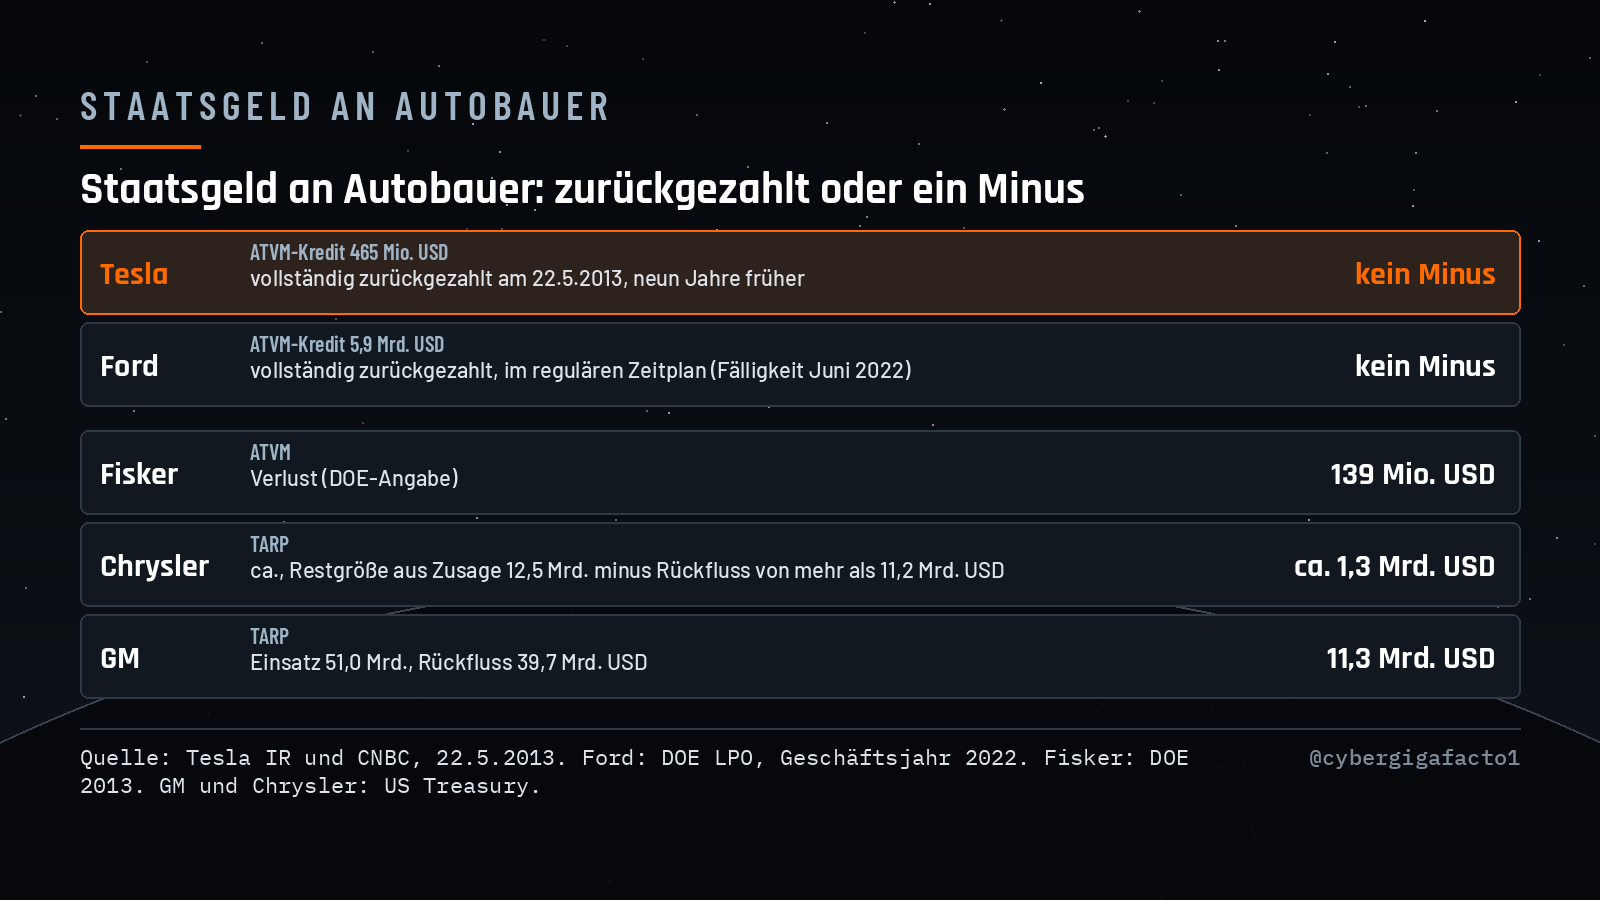 STAATSGELD AN AUTOBAUER
Staatsgeld an Autobauer: zurückgezahlt oder ein Minus
Tesla
ATVM-Kredit 465 Mio. USD
vollständig zurückgezahlt am 22.5.2013, neun Jahre früher
kein Minus
Ford
ATVM-Kredit 5,9 Mrd. USD
vollständig zurückgezahlt, im regulären Zeitplan (Fälligkeit Juni 2022)
kein Minus
Fisker
ATVM
Verlust (DOE-Angabe)
139 Mio. USD
Chrysler
TARP
ca., Restgröße aus Zusage 12,5 Mrd. minus Rückfluss von mehr als 11,2 Mrd. USD
ca. 1,3 Mrd. USD
GM
TARP
Einsatz 51,0 Mrd., Rückfluss 39,7 Mrd. USD
11,3 Mrd. USD
Quelle: Tesla IR und CNBC, 22.5.2013. Ford: DOE LPO, Geschäftsjahr 2022. Fisker: DOE
2013. GM und Chrysler: US Treasury.
@cybergigafacto1